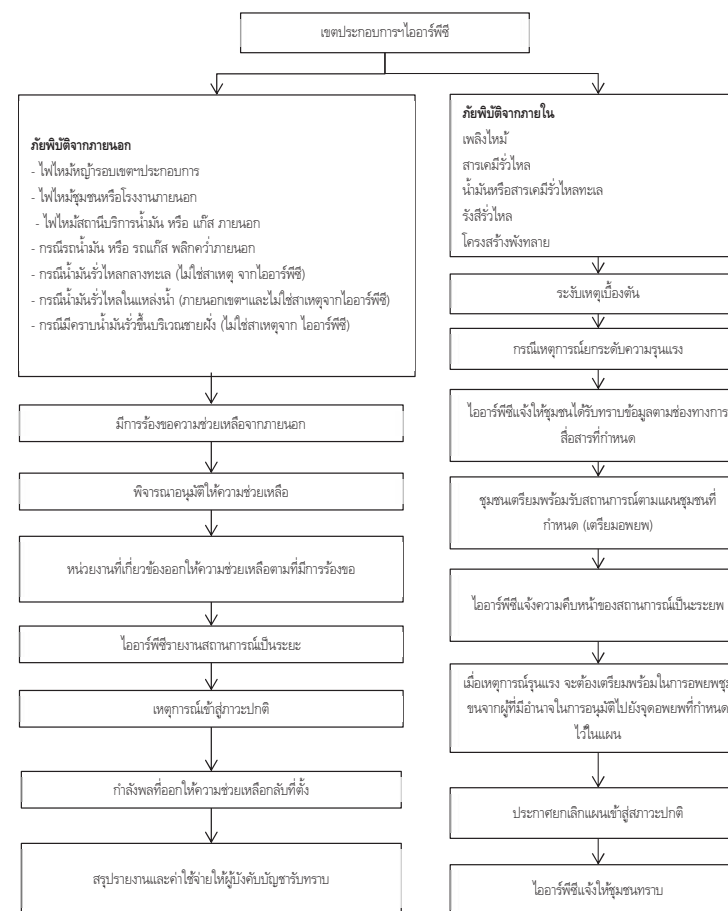 เขตประกอบการฯไออาร์พีซี
ภัยพิบัติจากภายนอก
- ไฟไหม้หญ้ารอบเขตฯประกอบการ
- ไฟไหม้ชุมชนหรือโรงงานภายนอก
- ไฟไหม้สถานีบริการน้ำมัน หรือ แก๊ส ภายนอก
- กรณีรถน้ำมัน หรือ รถแก๊ส พลิกคว่ำภายนอก
- กรณีน้ำมันรั่วไหลกลางทะเล (ไม่ใช่สาเหตุ จากไออาร์พีซี)
- กรณีน้ำมันรั่วไหลในแหล่งน้ำ (ภายนอกเขตฯและไม่ใช่สาเหตุจากไออาร์พีซี)
- กรณีมีคราบน้ำมันรั่วขึ้นบริเวณชายฝั่ง (ไม่ใช่สาเหตุจาก ไออาร์พีซี)
มีการร้องขอความช่วยเหลือจากภายนอก
พิจารณาอนุมัติให้ความช่วยเหลือ
หน่วยงานที่เกี่ยวข้องออกให้ความช่วยเหลือตามที่มีการร้องขอ
ไออาร์พีซีรายงานสถานการณ์เป็นระยะ
เหตุการณ์เข้าสู่ภาวะปกติ
กำลังพลที่ออกให้ความช่วยเหลือกลับที่ตั้ง
สรุปรายงานและค่าใช้จ่ายให้ผู้บังคับบัญชารับทราบ
ภัยพิบัติจากภายใน
เพลิงไหม้
สารเคมีรั่วไหล
น้ำมันหรือสารเคมีรั่วไหลทะเล
รังสีรั่วไหล
โครงสร้างพังทลาย
ระงับเหตุเบื้องต้น
กรณีเหตุการณ์ยกระดับความรุนแรง
ไออาร์พีซีแจ้งให้ชุมชนได้รับทราบข้อมูลตามช่องทางการ
สื่อสารที่กำหนด
ชุมชนเตรียมพร้อมรับสถานการณ์ตามแผนชุมชนที่
กำหนด (เตรียมอพยพ)
ไออาร์พีซีแจ้งความคืบหน้าของสถานการณ์เป็นะระยพ
เมื่อเหตุการณ์รุนแรง จะต้องเตรียมพร้อมในการอพยพชุม
ขนจากผู้ที่มีอำนาจในการอนุมัติไปยังจุดอพยพที่กำหนด
ไว้ในแผน
ประกาศยกเลิกแผนเข้าสู่สภาวะปกติ
ไออาร์พีซีแจ้งให้ชุมชนทราบ